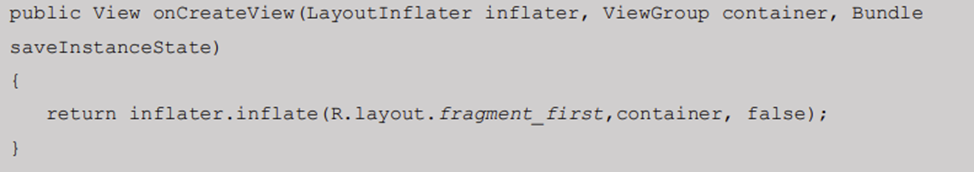 public View onCreateView(LayoutInflater inflater, ViewGroup container, Bundle
saveInstanceState)
{
   return inflater.inflate(R.layout.fragment_first,container, false);
}